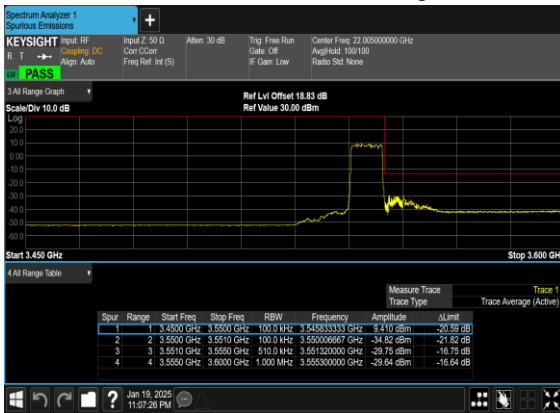 Spectrum Analyzer 1
Spurious Emissions
+
KEYSIGHT Input: RF Input Z: 50 Ω Atten: 30 dB Trig: Free Run Center Freq: 22.005000000 GHz
R T Coupling: DC Corr CCorr Gate: Off Avg|Hold: 100/100
Align: Auto Freq Ref: Int (S) IF Gain: Low Radio Std: None
PASS
3 All Range Graph
Ref Lvl Offset 18.83 dB
Scale/Div 10.0 dB Ref Value 30.00 dBm
Log
20.0
10.0
0.00
-10.0
-20.0
-30.0
-40.0
-50.0
-60.0
Start 3.450 GHz Stop 3.600 GH
4 All Range Table
Measure Trace Trace 1
Trace Type Trace Average (Active)
Spur Range Start Freq Stop Freq RBW Frequency Amplitude ΔLimit
1 1 3.4500 GHz 3.5500 GHz 100.0 kHz 3.545833333 GHz 9.410 dBm -20.59 dB
2 2 3.5500 GHz 3.5510 GHz 100.0 kHz 3.550006667 GHz -34.82 dBm -21.82 dB
3 3 3.5510 GHz 3.5550 GHz 510.0 kHz 3.551320000 GHz -29.75 dBm -16.75 dB
4 4 3.5550 GHz 3.6000 GHz 1.000 MHz 3.555300000 GHz -29.64 dBm -16.64 dB
Jan 19, 2025
11:07:26 PM